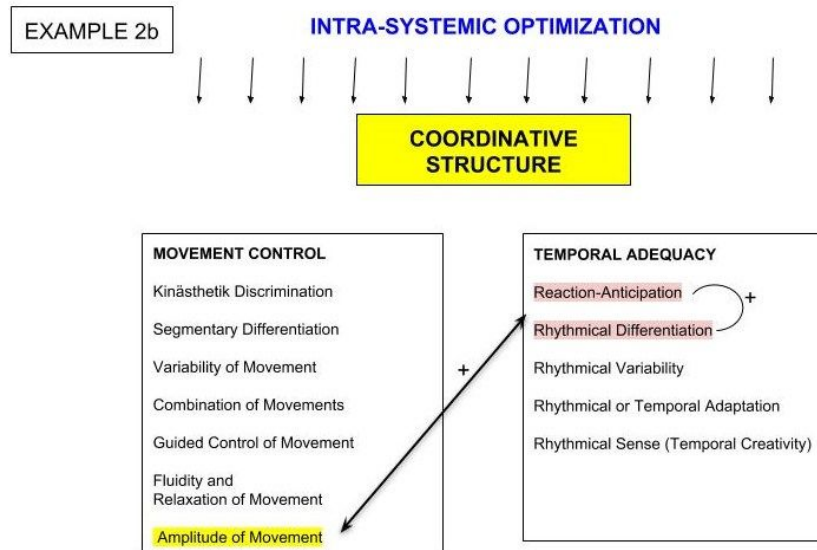 EXAMPLE 2b
INTRA-SYSTEMIC OPTIMIZATION
COORDINATIVE
STRUCTURE
MOVEMENT CONTROL
Kinästhetik Discrimination
Segmentary Differentiation
Variability of Movement
Combination of Movements
Guided Control of Movement
Fluidity and
Relaxation of Movement
Amplitude of Movement
+
TEMPORAL ADEQUACY
Reaction-Anticipation
+
Rhythmical Differentiation
Rhythmical Variability
Rhythmical or Temporal Adaptation
Rhythmical Sense (Temporal Creativity)